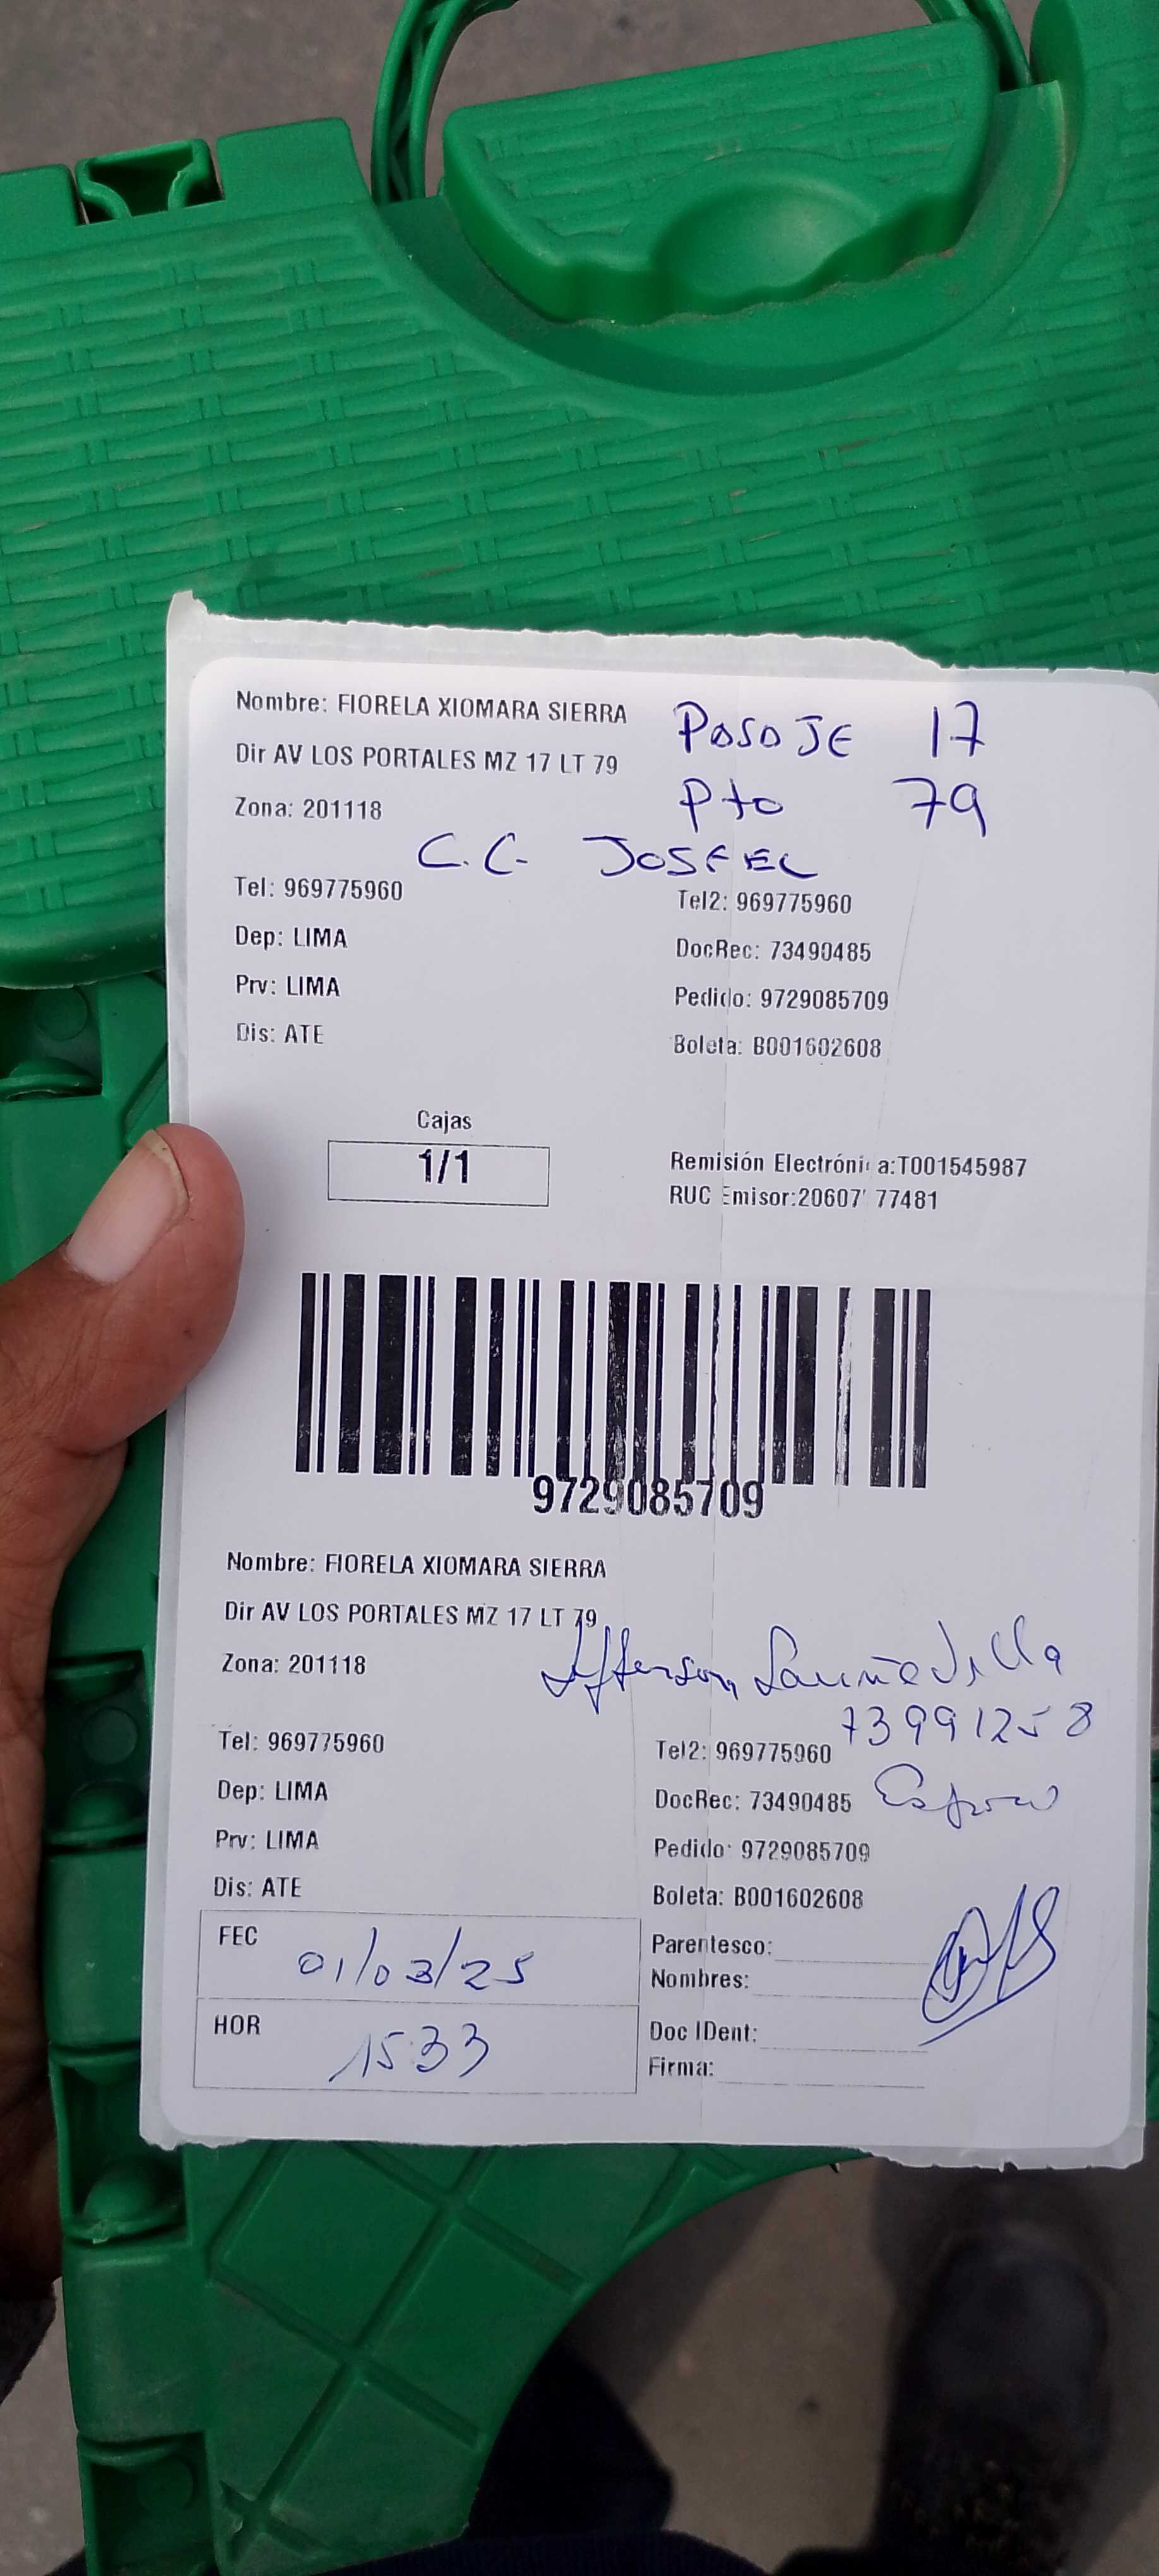 Nombre: FIORELA XIOMARA SIERRA
Pasaje 17
Dir AV LOS PORTALES MZ 17 LT 79
Pto 79
Zona: 201118
C.C. JOSFEL
Tel: 969775960
Tel2: 969775960
Dep: LIMA
DocRec: 73490485
Prv: LIMA
Pedido: 9729085709
Dis: ATE
Boleta: B001602608
Cajas
1/1
Remisión Electrónica:T001545987
RUC Emisor:20607 77481
9729085709
Nombre: FIORELA XIOMARA SIERRA
Dir AV LOS PORTALES MZ 17 LT 79
Zona: 201118
Jefferson
73991258
Tel: 969775960
Tel2: 969775960
Esposo
Dep: LIMA
DocRec: 73490485
Prv: LIMA
Pedido: 9729085709
Dis: ATE
Boleta: B001602608
FEC 01/03/25
Parentesco:
Nombres:
HOR 15:33
Doc IDent:
Firma: